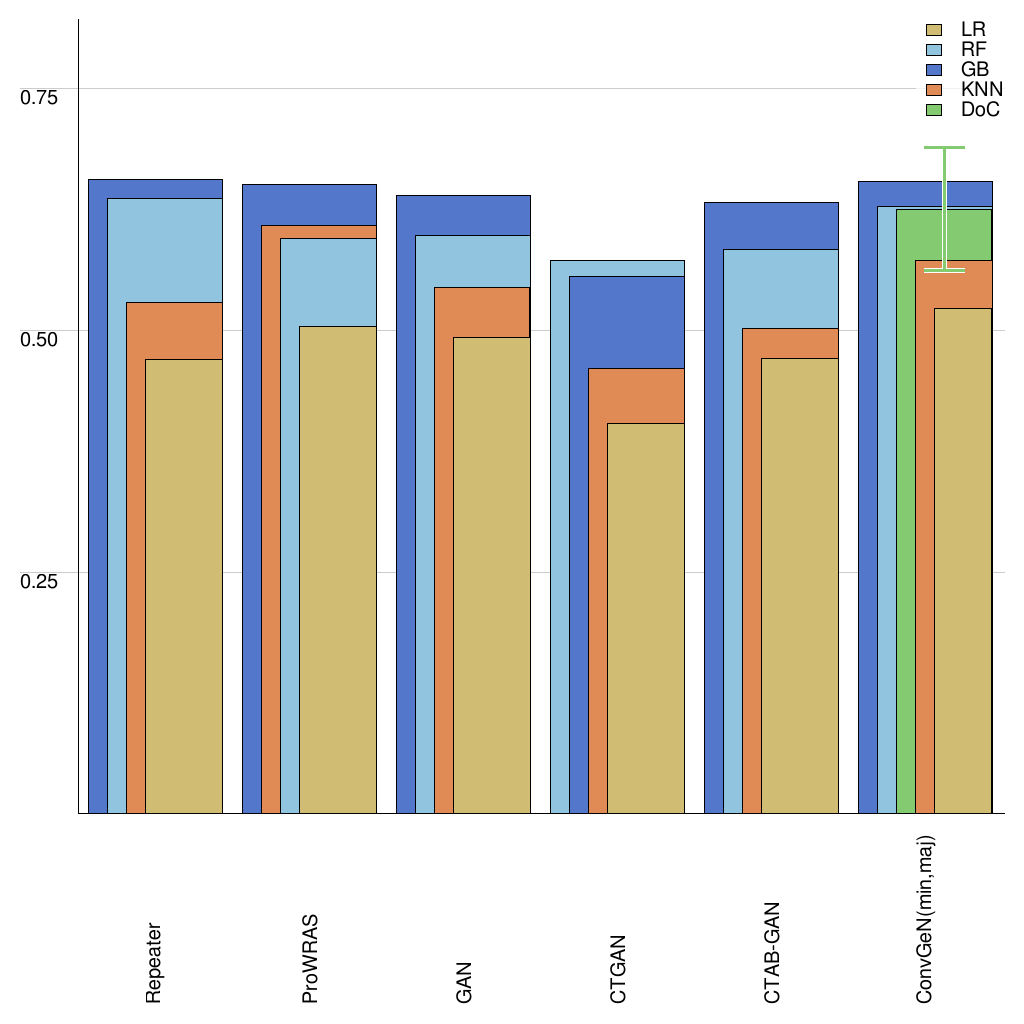 LR
RF
GB
KNN
DoC
0.75
0.50
0.25
Repeater
ProWRAS
GAN
CTGAN
CTAB-GAN
ConvGeN(min,maj)